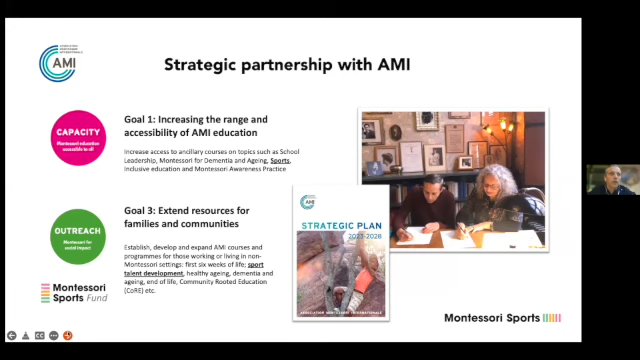 AMI
Strategic partnership with AMI
CAPACITY
Montessori education
accessible to all
Goal 1: Increasing the range and
accessibility of AMI education
Increase access to ancillary courses on topics such as School
Leadership, Montessori for Dementia and Ageing, Sports,
Inclusive education and Montessori Awareness Practice
OUTREACH
Montessori for
social impact
Goal 3: Extend resources for
families and communities
Establish, develop and expand AMI courses and
programmes for those working or living in non-
Montessori settings: first six weeks of life; sport
talent development, healthy ageing, dementia and
ageing, end of life, Community Rooted Education
(CoRE) etc.
AMI
STRATEGIC PLAN
2023-2028
ASSOCIATION MONTESSORI INTERNATIONALE
Montessori
Sports Fund
Montessori Sports
CC